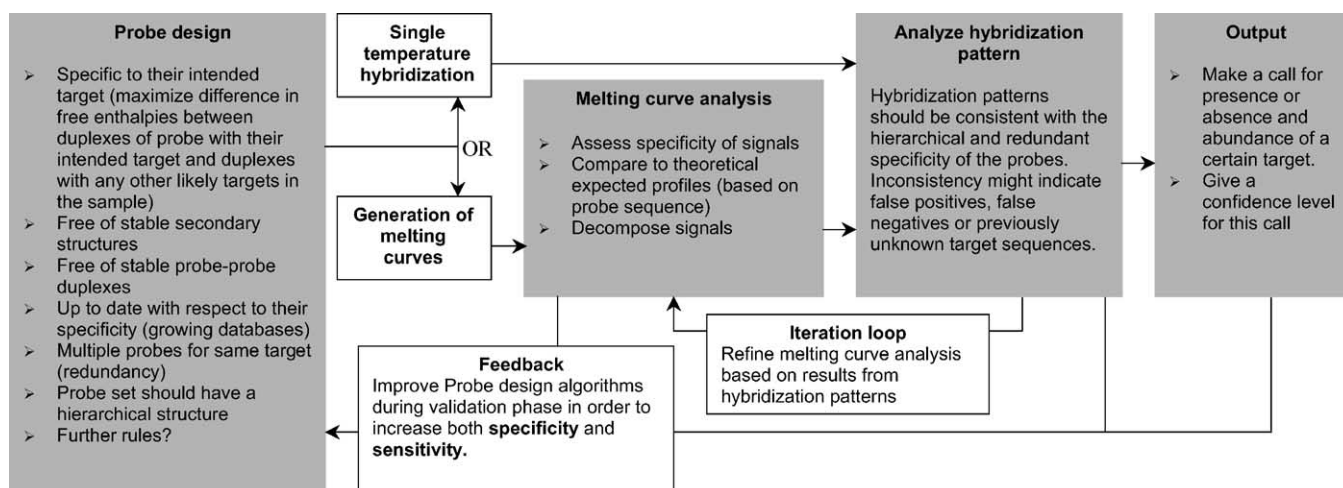 Probe design
➢ Specific to their intended
target (maximize difference in
free enthalpies between
duplexes of probe with their
intended target and duplexes
with any other likely targets in
the sample)
➢ Free of stable secondary
structures
➢ Free of stable probe-probe
duplexes
➢ Up to date with respect to their
specificity (growing databases)
➢ Multiple probes for same target
(redundancy)
➢ Probe set should have a
hierarchical structure
➢ Further rules?
Single
temperature
hybridization
OR
Generation of
melting
curves
Melting curve analysis
➢ Assess specificity of signals
➢ Compare to theoretical
expected profiles (based on
probe sequence)
➢ Decompose signals
Analyze hybridization
pattern
Hybridization patterns
should be consistent with the
hierarchical and redundant
specificity of the probes.
Inconsistency might indicate
false positives, false
negatives or previously
unknown target sequences.
Output
➢ Make a call for
presence or
absence and
abundance of a
certain target.
➢ Give a
confidence level
for this call
Iteration loop
Refine melting curve analysis
based on results from
hybridization patterns
Feedback
Improve Probe design algorithms
during validation phase in order to
increase both specificity and
sensitivity.